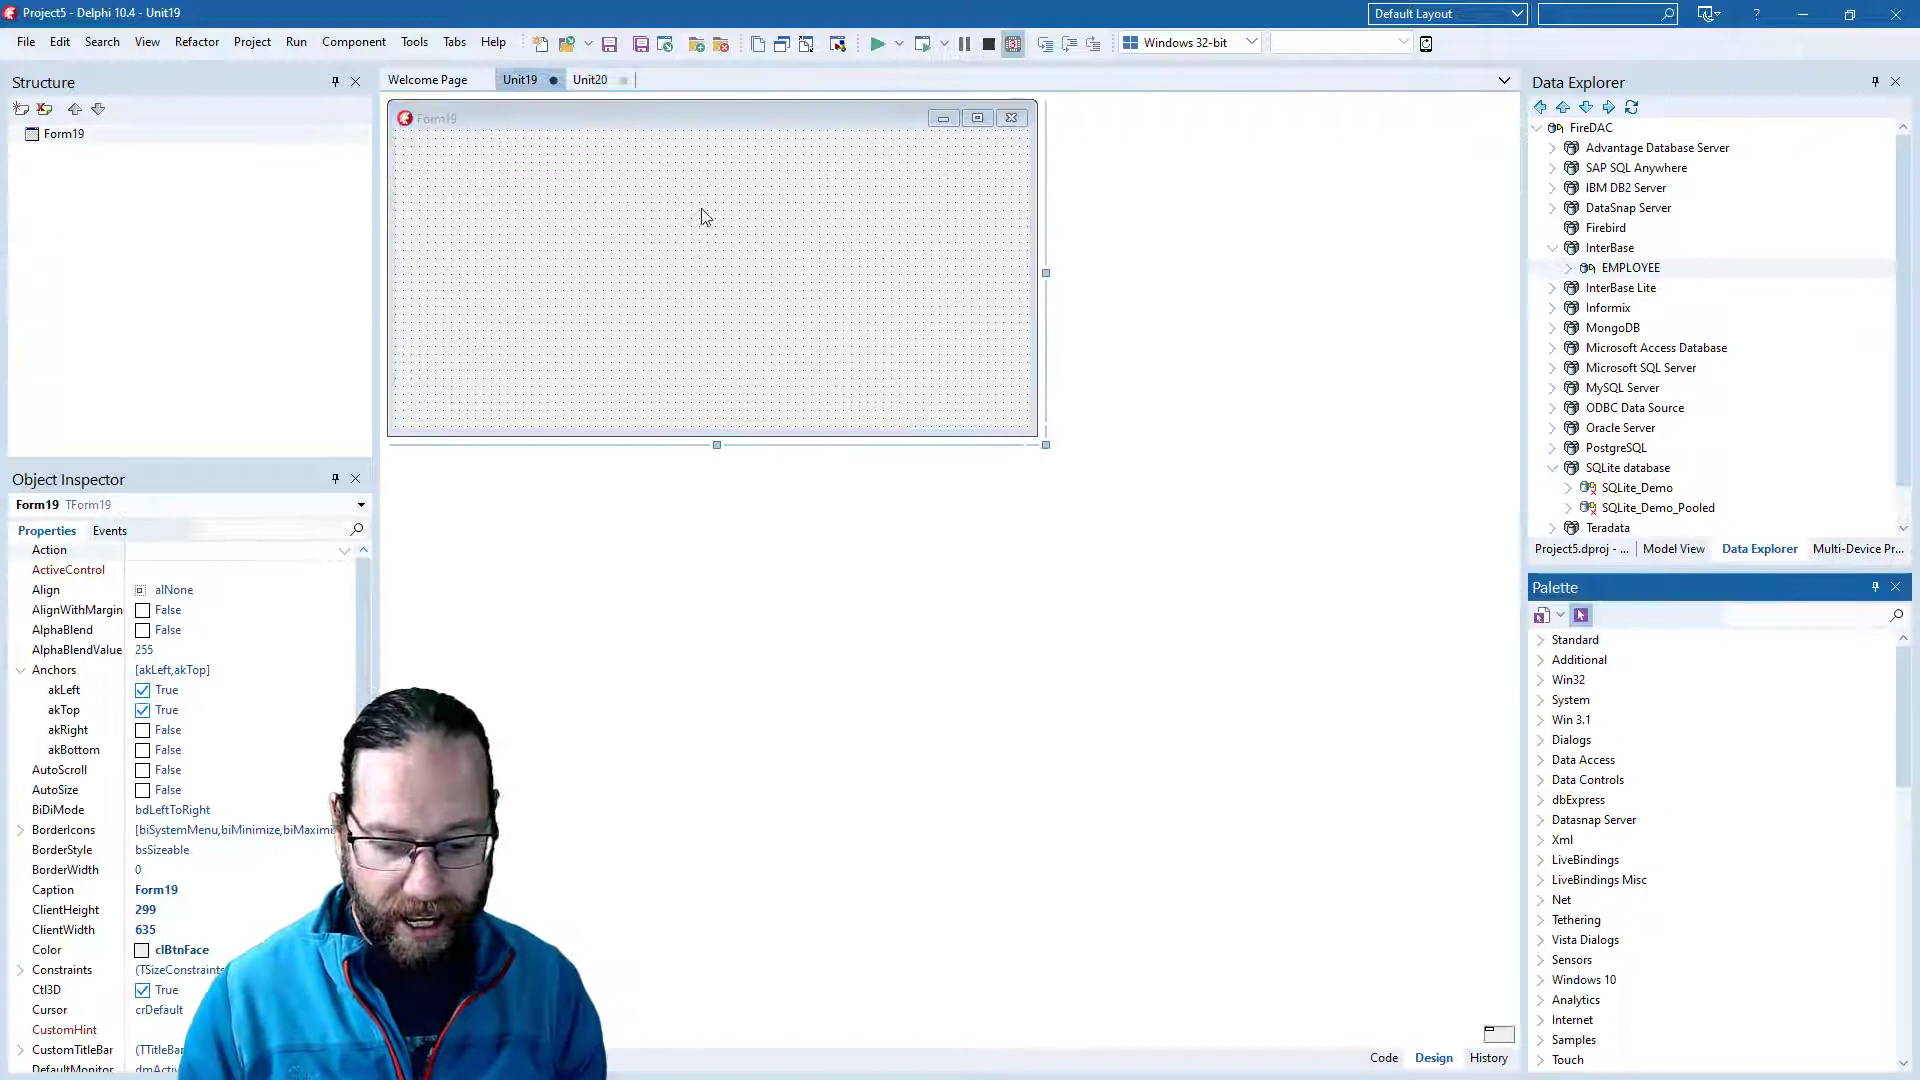 Project5 - Delphi 10.4 - Unit19
Default Layout
?
File Edit Search View Refactor Project Run Component Tools Tabs Help
Windows 32-bit
Structure
Form19
Welcome Page
Unit19
Unit20
Form19
Object Inspector
Form19 TForm19
Properties Events
Action
ActiveControl
Align alNone
AlignWithMargin False
AlphaBlend False
AlphaBlendValue 255
Anchors [akLeft,akTop]
akLeft True
akTop True
akRight False
akBottom False
AutoScroll False
AutoSize False
BiDiMode bdLeftToRight
BorderIcons [biSystemMenu,biMinimize,biMaximi
BorderStyle bsSizeable
BorderWidth 0
Caption Form19
ClientHeight 299
ClientWidth 635
Color clBtnFace
Constraints (TSizeConstraints
Ctl3D True
Cursor crDefault
CustomHint
CustomTitleBar (TTitleBar
DefaultMonitor dmActiv
Code Design History
Data Explorer
FireDAC
Advantage Database Server
SAP SQL Anywhere
IBM DB2 Server
DataSnap Server
Firebird
InterBase
EMPLOYEE
InterBase Lite
Informix
MongoDB
Microsoft Access Database
Microsoft SQL Server
MySQL Server
ODBC Data Source
Oracle Server
PostgreSQL
SQLite database
SQLite_Demo
SQLite_Demo_Pooled
Teradata
Project5.dproj - ... Model View Data Explorer Multi-Device Pr...
Palette
Standard
Additional
Win32
System
Win 3.1
Dialogs
Data Access
Data Controls
dbExpress
Datasnap Server
Xml
LiveBindings
LiveBindings Misc
Net
Tethering
Vista Dialogs
Sensors
Windows 10
Analytics
Internet
Samples
Touch